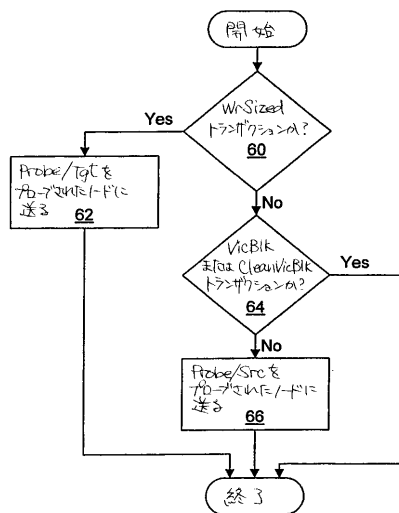 開始
WrSized
トランザクションか?
60
Yes
No
Probe/Tgtを
プローブされたノードに
送る
62
VicBlk
またはCleanVicBlk
トランザクションか?
64
Yes
No
Probe/Srcを
プローブされたノードに
送る
66
終了